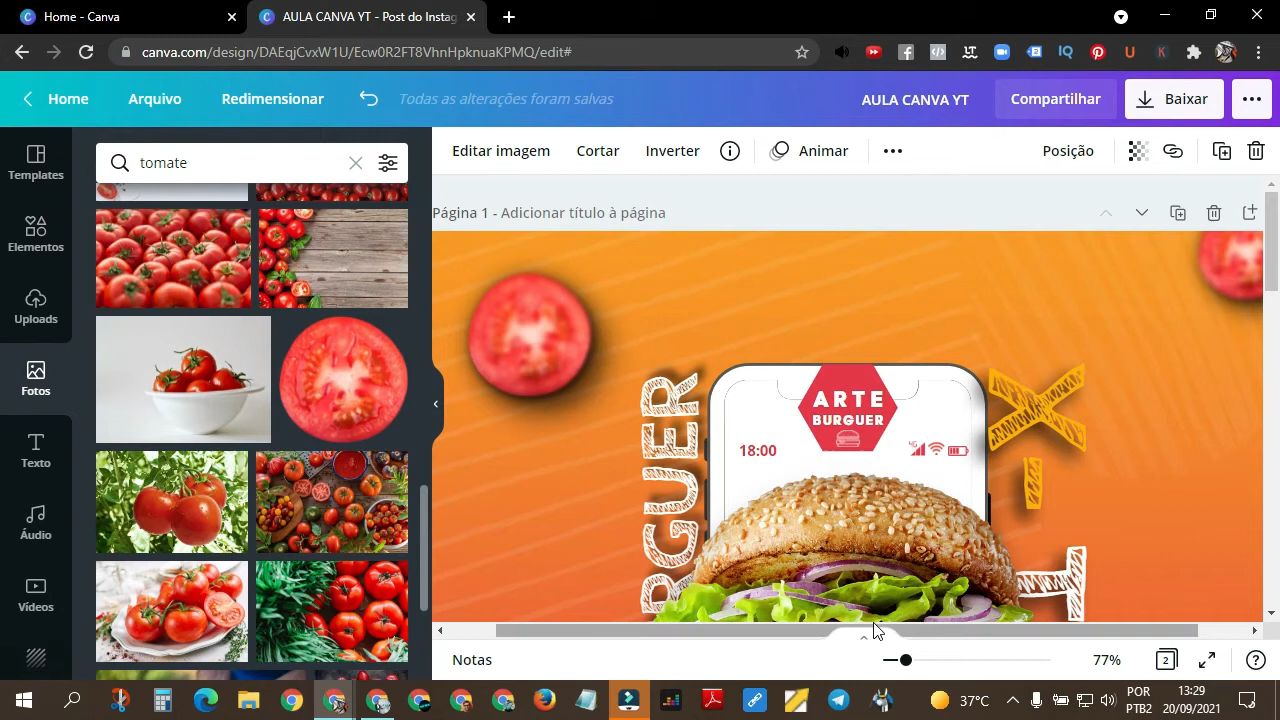 Home - Canva
AULA CANVA YT - Post do Instag
canva.com/design/DAEqjCvxW1U/Ecw0R2FT8VhnHpknuaKPMQ/edit#
Home
Arquivo
Redimensionar
Todas as alterações foram salvas
AULA CANVA YT
Compartilhar
Baixar
Templates
Elementos
Uploads
Fotos
Texto
Áudio
Vídeos
tomate
Editar imagem
Cortar
Inverter
Animar
Posição
Página 1 - Adicionar título à página
ARTE
BURGUER
18:00
4G
RGUER
X
Notas
77%
2
37°C
POR
PTB2
13:29
20/09/2021